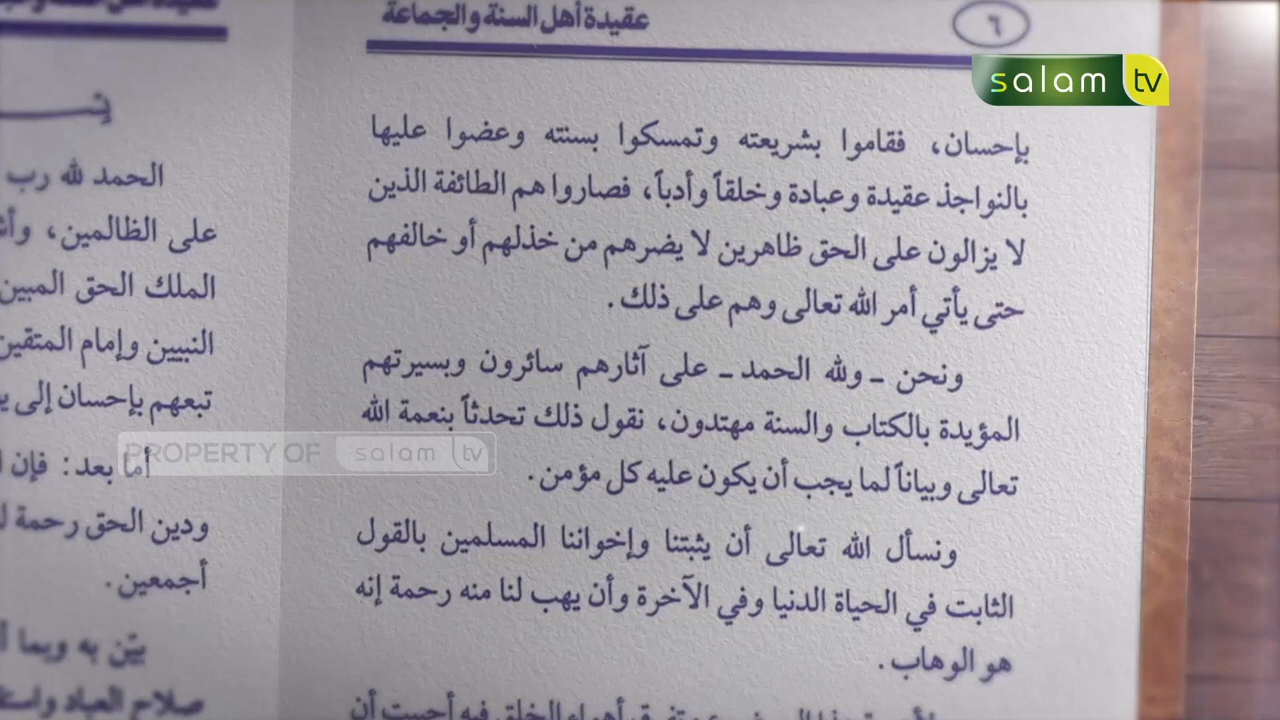 ٦
عقيدة أهل السنة والجماعة
salam tv
بإحسان، فقاموا بشريعته وتمسكوا بسنته وعضوا عليها
بالنواجذ عقيدة وعبادة وخلقاً وأدباً، فصاروا هم الطائفة الذين
لا يزالون على الحق ظاهرين لا يضرهم من خذلهم أو خالفهم
حتى يأتي أمر الله تعالى وهم على ذلك.
ونحن ـ ولله الحمد ـ على آثارهم سائرون وبسيرتهم
المؤيدة بالكتاب والسنة مهتدون، نقول ذلك تحدثاً بنعمة الله
تعالى وبياناً لما يجب أن يكون عليه كل مؤمن.
ونسأل الله تعالى أن يثبتنا وإخواننا المسلمين بالقول
الثابت في الحياة الدنيا وفي الآخرة وأن يهب لنا منه رحمة إنه
هو الوهاب.
الحمد لله رب
على الظالمين،
الملك الحق المبين
النبيين وإمام المتقين
تبعهم بإحسان إلى
أما بعد: فإن
ودين الحق رحمة
أجمعين.
بيّن به وبما
صلاح العباد
PROPERTY OF salam tv